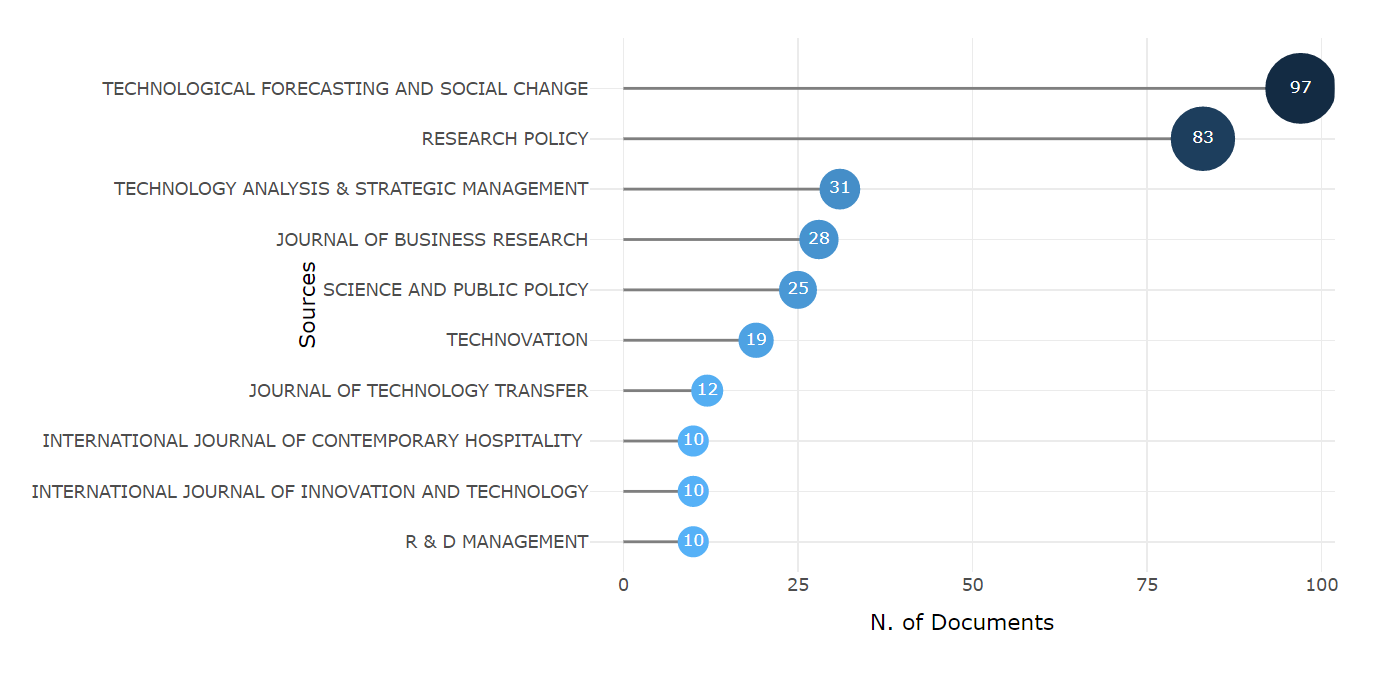 TECHNOLOGICAL FORECASTING AND SOCIAL CHANGE 97
RESEARCH POLICY 83
TECHNOLOGY ANALYSIS & STRATEGIC MANAGEMENT 31
JOURNAL OF BUSINESS RESEARCH 28
Sources
SCIENCE AND PUBLIC POLICY 25
TECHNOVATION 19
JOURNAL OF TECHNOLOGY TRANSFER 12
INTERNATIONAL JOURNAL OF CONTEMPORARY HOSPITALITY 10
INTERNATIONAL JOURNAL OF INNOVATION AND TECHNOLOGY 10
R & D MANAGEMENT 10
0 25 50 75 100
N. of Documents